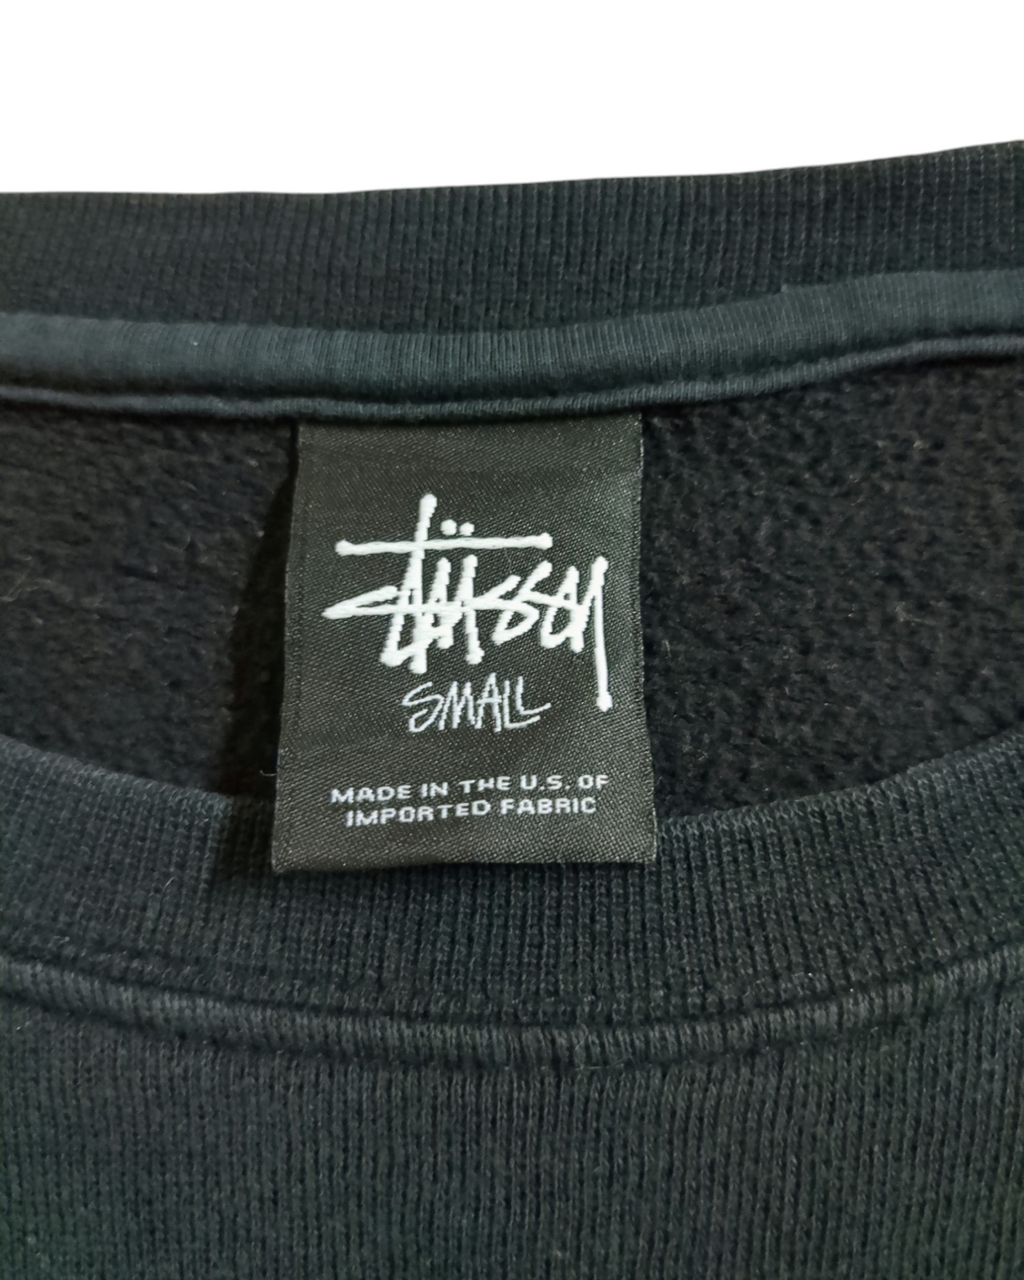 Stüssy
SMALL
MADE IN THE U.S. OF
IMPORTED FABRIC